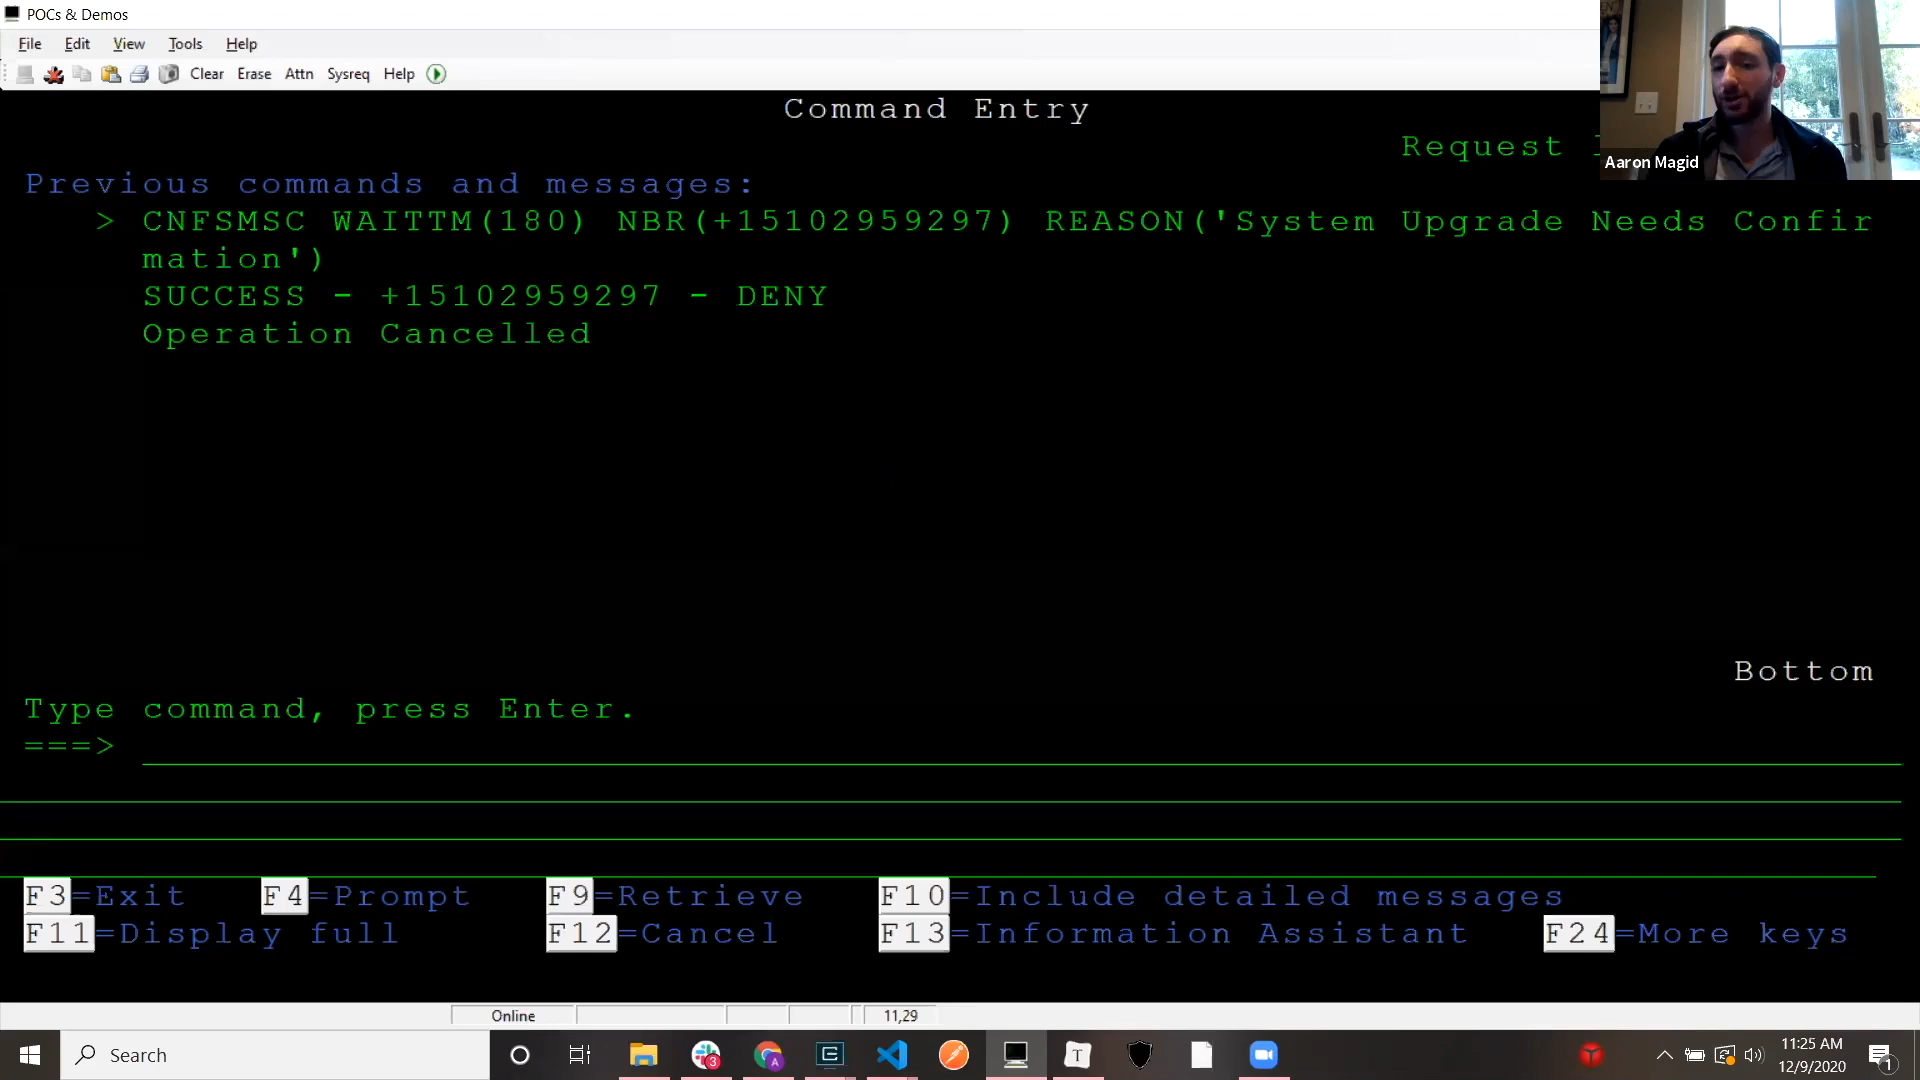 POCs & Demos
File Edit View Tools Help
Clear Erase Attn Sysreq Help
Command Entry
Request
Aaron Magid
Previous commands and messages:
> CNFSMSC WAITTM(180) NBR(+15102959297) REASON('System Upgrade Needs Confir
mation')
SUCCESS - +15102959297 - DENY
Operation Cancelled
Bottom
Type command, press Enter.
===>
F3=Exit F4=Prompt F9=Retrieve F10=Include detailed messages
F11=Display full F12=Cancel F13=Information Assistant F24=More keys
Online 11,29
Search
3
A
T
11:25 AM
12/9/2020
1